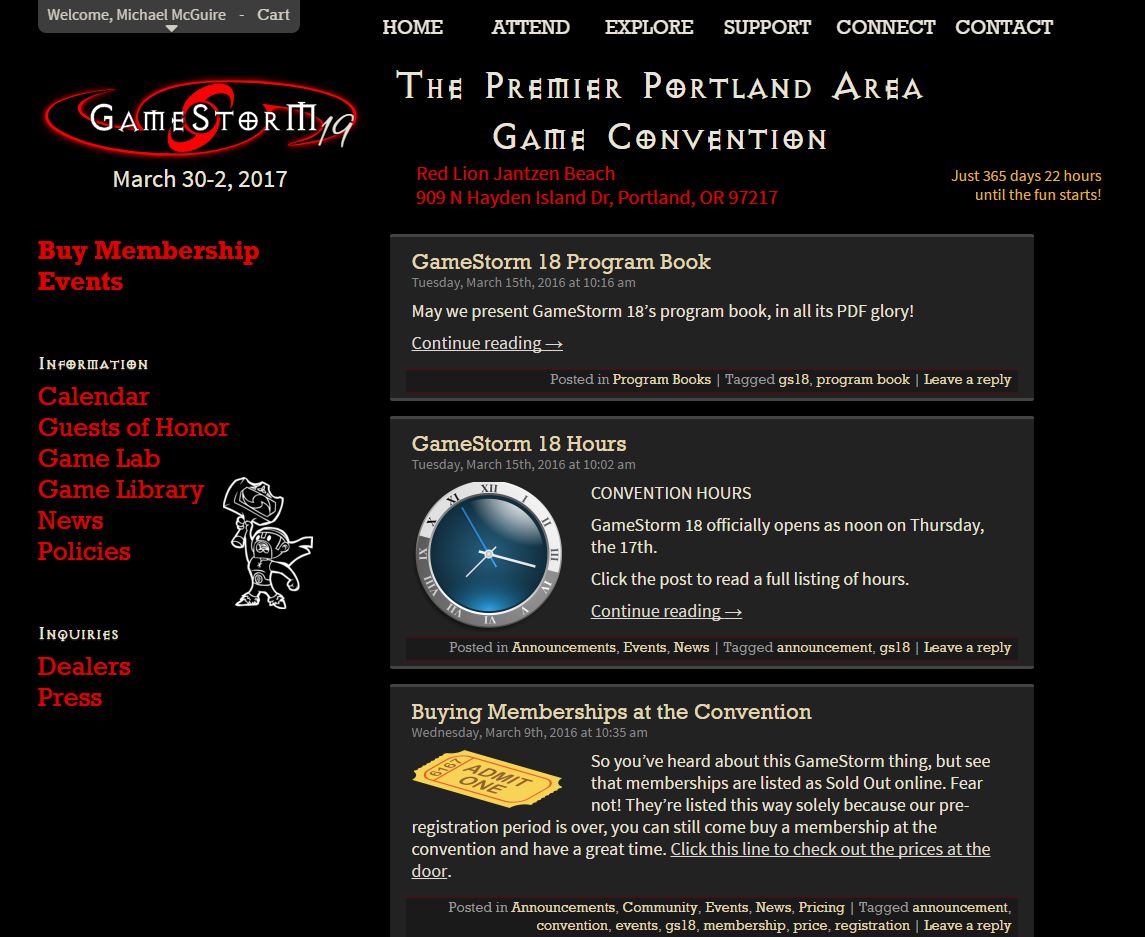 Welcome, Michael McGuire - Cart
HOME ATTEND EXPLORE SUPPORT CONNECT CONTACT
GameStorm 19
March 30-2, 2017
The Premier Portland Area
Game Convention
Red Lion Jantzen Beach
909 N Hayden Island Dr, Portland, OR 97217
Just 365 days 22 hours
until the fun starts!
Buy Membership
Events
Information
Calendar
Guests of Honor
Game Lab
Game Library
News
Policies
Inquiries
Dealers
Press
GameStorm 18 Program Book
Tuesday, March 15th, 2016 at 10:16 am
May we present GameStorm 18’s program book, in all its PDF glory!
Continue reading →
Posted in Program Books | Tagged gs18, program book | Leave a reply
GameStorm 18 Hours
Tuesday, March 15th, 2016 at 10:02 am
XII
I
II
III
IV
V
VI
VII
VIII
IX
X
XI
CONVENTION HOURS
GameStorm 18 officially opens as noon on Thursday,
the 17th.
Click the post to read a full listing of hours.
Continue reading →
Posted in Announcements, Events, News | Tagged announcement, gs18 | Leave a reply
Buying Memberships at the Convention
Wednesday, March 9th, 2016 at 10:35 am
6167
ADMIT
ONE
So you’ve heard about this GameStorm thing, but see
that memberships are listed as Sold Out online. Fear
not! They’re listed this way solely because our pre-
registration period is over, you can still come buy a membership at the
convention and have a great time. Click this line to check out the prices at the
door.
Posted in Announcements, Community, Events, News, Pricing | Tagged announcement,
convention, events, gs18, membership, price, registration | Leave a reply